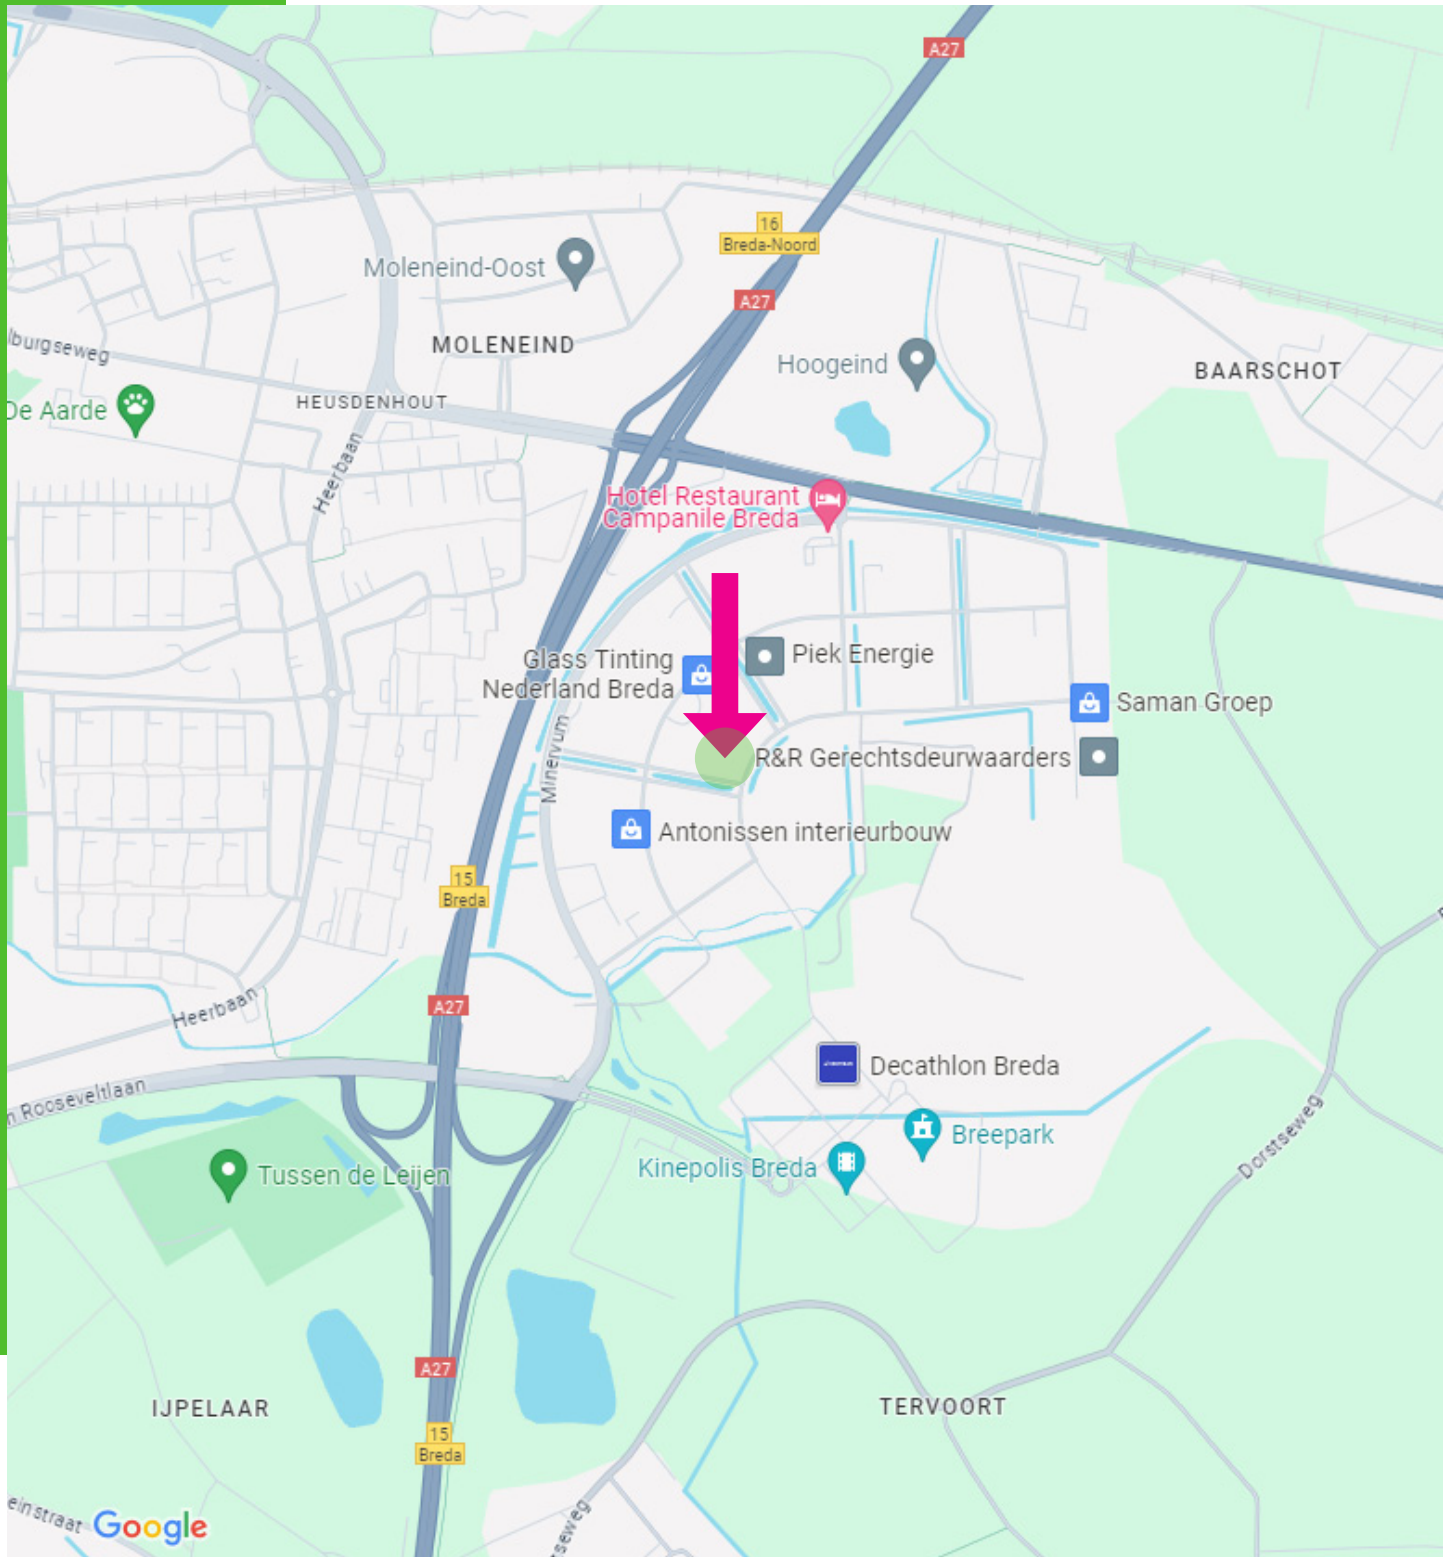 A27
16
Breda-Noord
Moleneind-Oost
A27
MOLENEIND
lburgseweg
Hoogeind
BAARSCHOT
De Aarde
HEUSDENHOUT
Heerbaan
Hotel Restaurant
Campanile Breda
Glass Tinting
Nederland Breda
Piek Energie
Saman Groep
Minervum
R&R Gerechtsdeurwaarders
Antonissen interieurbouw
15
Breda
Heerbaan
A27
Decathlon Breda
n Rooseveltlaan
Breepark
Dorstseweg
Kinepolis Breda
Tussen de Leijen
A27
IJPELAAR
TERVOORT
15
Breda
einstraat
Google
seweg